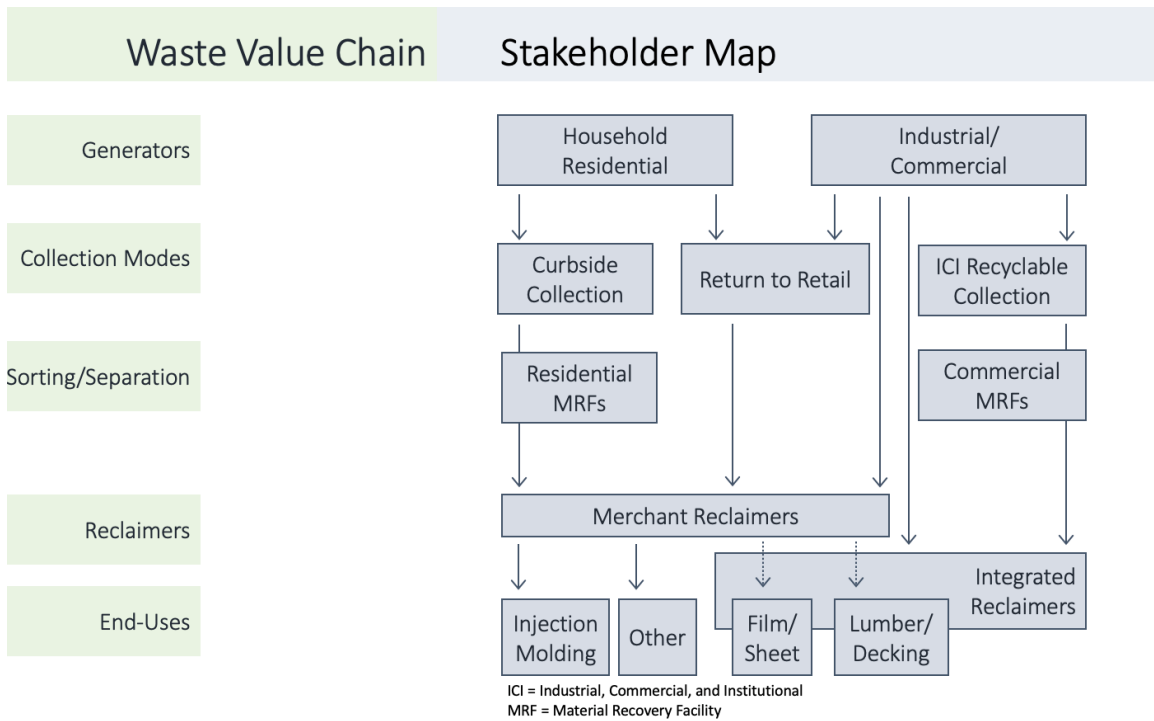 Waste Value Chain
Stakeholder Map
Generators
Household
Residential
Industrial/
Commercial
Collection Modes
Curbside
Collection
Return to Retail
ICI Recyclable
Collection
Sorting/Separation
Residential
MRFs
Commercial
MRFs
Reclaimers
Merchant Reclaimers
Integrated
Reclaimers
End-Uses
Injection
Molding
Other
Film/
Sheet
Lumber/
Decking
ICI = Industrial, Commercial, and Institutional
MRF = Material Recovery Facility